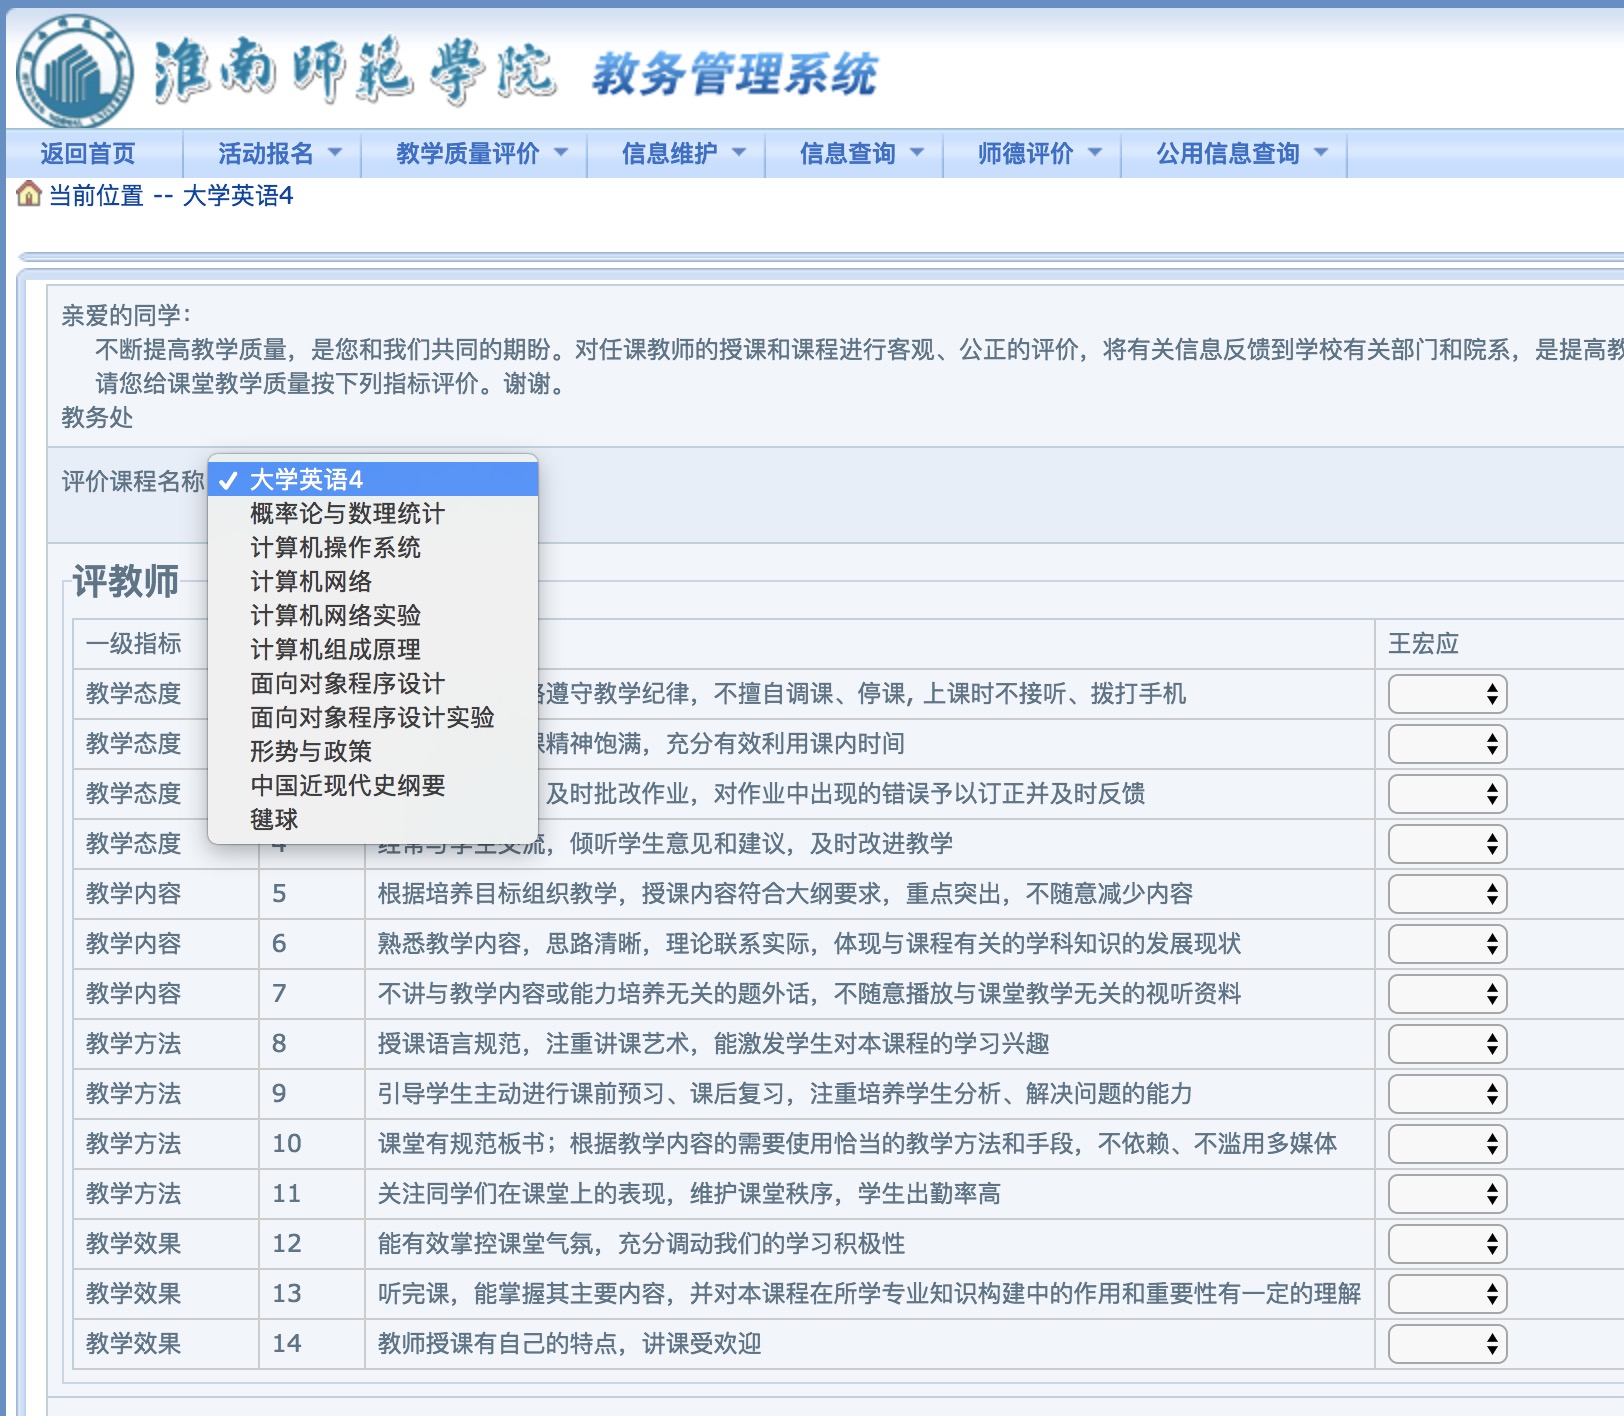 淮南师範學院 教务管理系统
返回首页 活动报名 教学质量评价 信息维护 信息查询 师德评价 公用信息查询
当前位置 -- 大学英语4
亲爱的同学：
不断提高教学质量，是您和我们共同的期盼。对任课教师的授课和课程进行客观、公正的评价，将有关信息反馈到学校有关部门和院系，是提高教
请您给课堂教学质量按下列指标评价。谢谢。
教务处
评价课程名称
大学英语4
概率论与数理统计
计算机操作系统
计算机网络
计算机网络实验
计算机组成原理
面向对象程序设计
面向对象程序设计实验
形势与政策
中国近现代史纲要
毽球
评教师
一级指标 王宏应
教学态度 遵守教学纪律，不擅自调课、停课, 上课时不接听、拨打手机
教学态度 精神饱满，充分有效利用课内时间
教学态度 及时批改作业，对作业中出现的错误予以订正并及时反馈
教学态度 4 经常与学生交流，倾听学生意见和建议，及时改进教学
教学内容 5 根据培养目标组织教学，授课内容符合大纲要求，重点突出，不随意减少内容
教学内容 6 熟悉教学内容，思路清晰，理论联系实际，体现与课程有关的学科知识的发展现状
教学内容 7 不讲与教学内容或能力培养无关的题外话，不随意播放与课堂教学无关的视听资料
教学方法 8 授课语言规范，注重讲课艺术，能激发学生对本课程的学习兴趣
教学方法 9 引导学生主动进行课前预习、课后复习，注重培养学生分析、解决问题的能力
教学方法 10 课堂有规范板书；根据教学内容的需要使用恰当的教学方法和手段，不依赖、不滥用多媒体
教学方法 11 关注同学们在课堂上的表现，维护课堂秩序，学生出勤率高
教学效果 12 能有效掌控课堂气氛，充分调动我们的学习积极性
教学效果 13 听完课，能掌握其主要内容，并对本课程在所学专业知识构建中的作用和重要性有一定的理解
教学效果 14 教师授课有自己的特点，讲课受欢迎